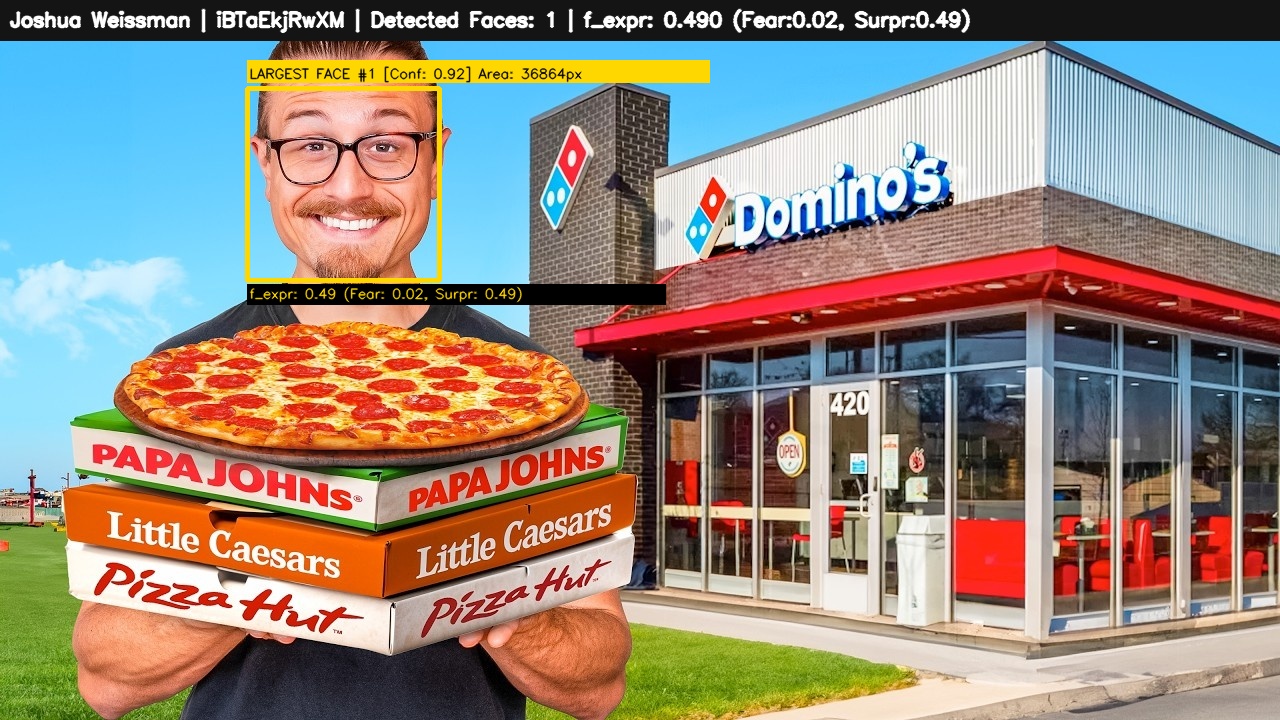 Joshua Weissman | iBTaEkjRwXM | Detected Faces: 1 | f_expr: 0.490 (Fear:0.02, Surpr:0.49)
LARGEST FACE #1 [Conf: 0.92] Area: 36864px
f_expr: 0.49 (Fear: 0.02, Surpr: 0.49)
Domino's
420
OPEN
PAPA JOHNS® PAPA JOHNS®
Little Caesars Little Caesars
Pizza Hut™ Pizza Hut™